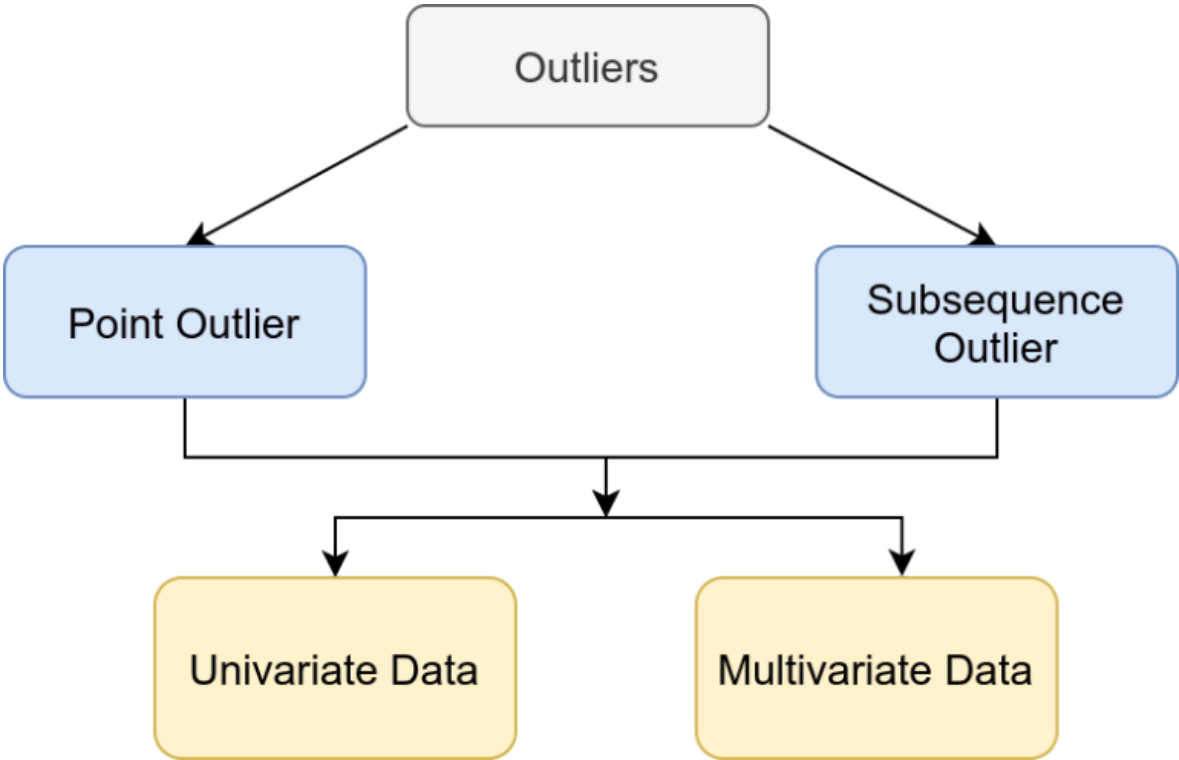 Outliers
Point Outlier
Subsequence
Outlier
Univariate Data
Multivariate Data